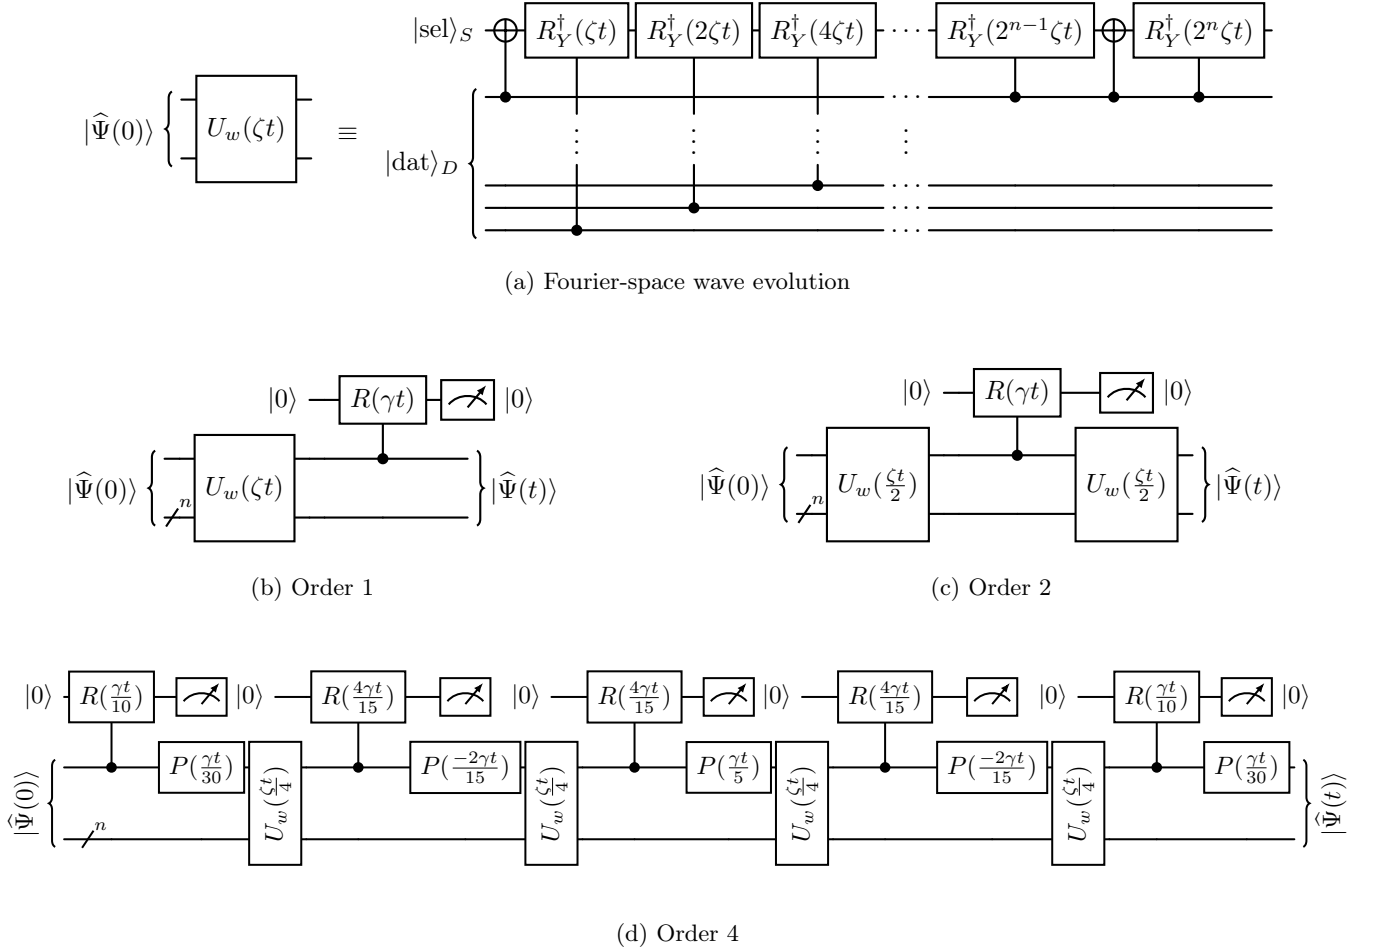 |sel⟩_S R_Y^†(ζt) R_Y^†(2ζt) R_Y^†(4ζt) ··· R_Y^†(2^{n−1}ζt) R_Y^†(2^nζt)
|Ψ̂(0)⟩ U_w(ζt) ≡ |dat⟩_D
(a) Fourier-space wave evolution
|0⟩ R(γt) |0⟩
|Ψ̂(0)⟩ n U_w(ζt) |Ψ̂(t)⟩
(b) Order 1
|0⟩ R(γt) |0⟩
|Ψ̂(0)⟩ n U_w(ζt/2) U_w(ζt/2) |Ψ̂(t)⟩
(c) Order 2
|0⟩ R(γt/10) |0⟩ R(4γt/15) |0⟩ R(4γt/15) |0⟩ R(4γt/15) |0⟩ R(γt/10) |0⟩
|Ψ̂(0)⟩ n P(γt/30) U_w(ζt/4) P(−2γt/15) U_w(ζt/4) P(γt/5) U_w(ζt/4) P(−2γt/15) U_w(ζt/4) P(γt/30) |Ψ̂(t)⟩
(d) Order 4